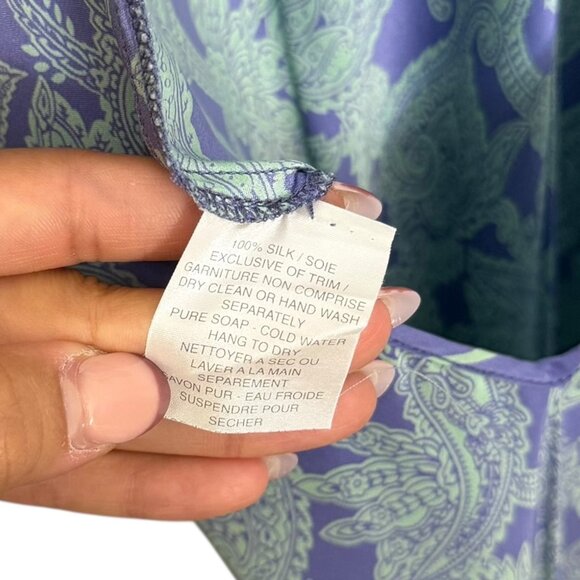 100% SILK / SOIE
EXCLUSIVE OF TRIM /
GARNITURE NON COMPRISE
DRY CLEAN OR HAND WASH
SEPARATELY
PURE SOAP - COLD WATER
HANG TO DRY
NETTOYER A SEC OU
LAVER A LA MAIN
SEPAREMENT
SAVON PUR - EAU FROIDE
SUSPENDRE POUR
SECHER